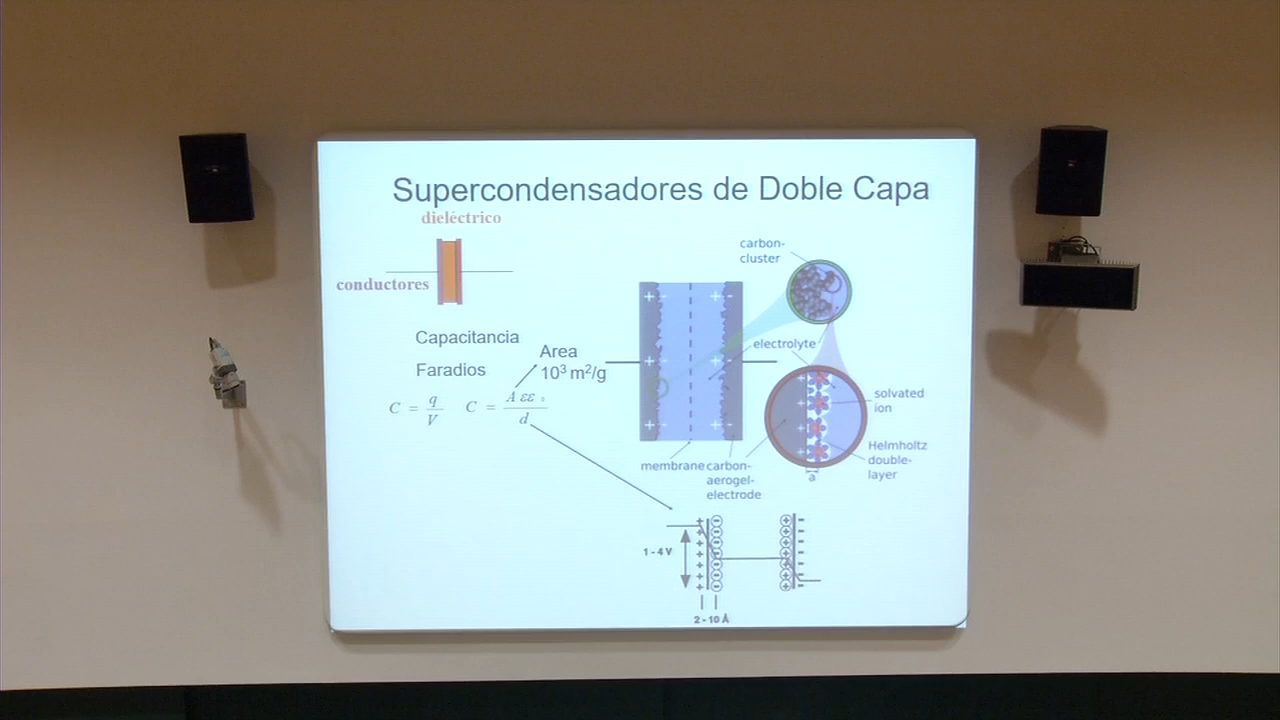 Supercondensadores de Doble Capa
dieléctrico
conductores
Capacitancia
Faradios
Area
10³ m²/g
C = q / V
C = A εε₀ / d
carbon-
cluster
electrolyte
solvated
ion
Helmholtz
double-
layer
membrane
carbon-
aerogel-
electrode
a
1 - 4 V
2 - 10 Å